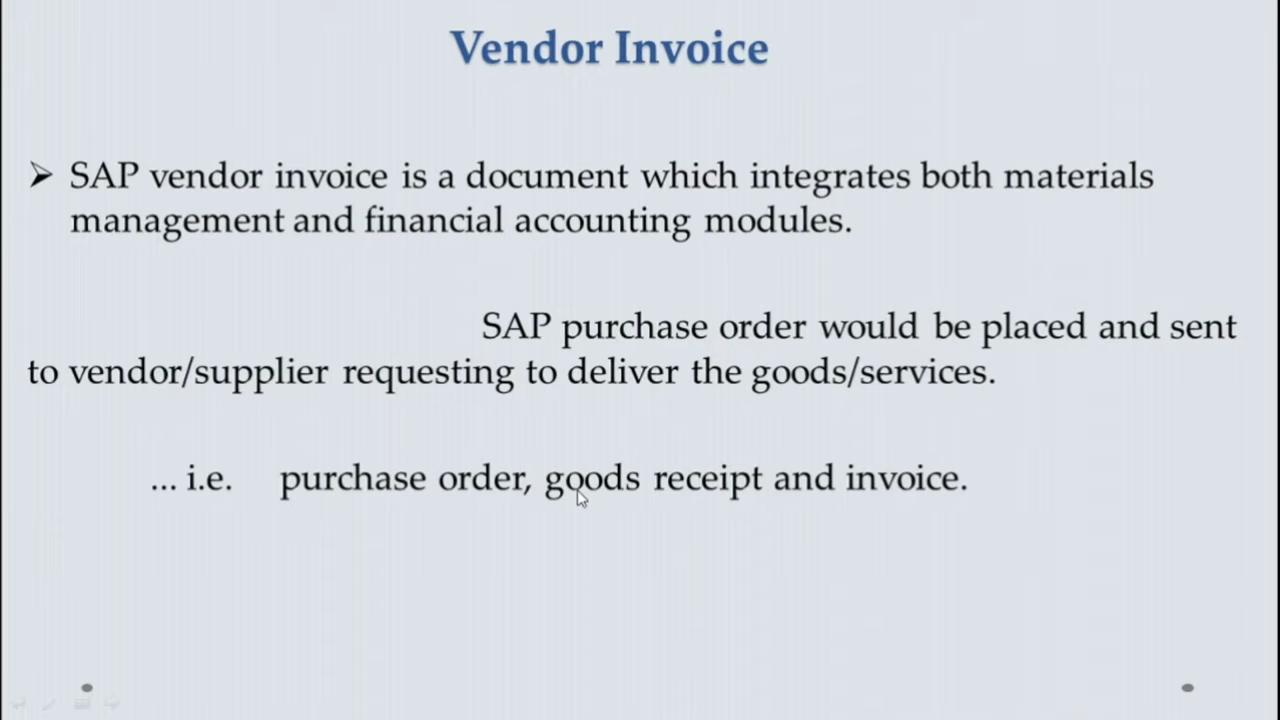 Vendor Invoice
➢ SAP vendor invoice is a document which integrates both materials
management and financial accounting modules.
SAP purchase order would be placed and sent
to vendor/supplier requesting to deliver the goods/services.
... i.e. purchase order, goods receipt and invoice.